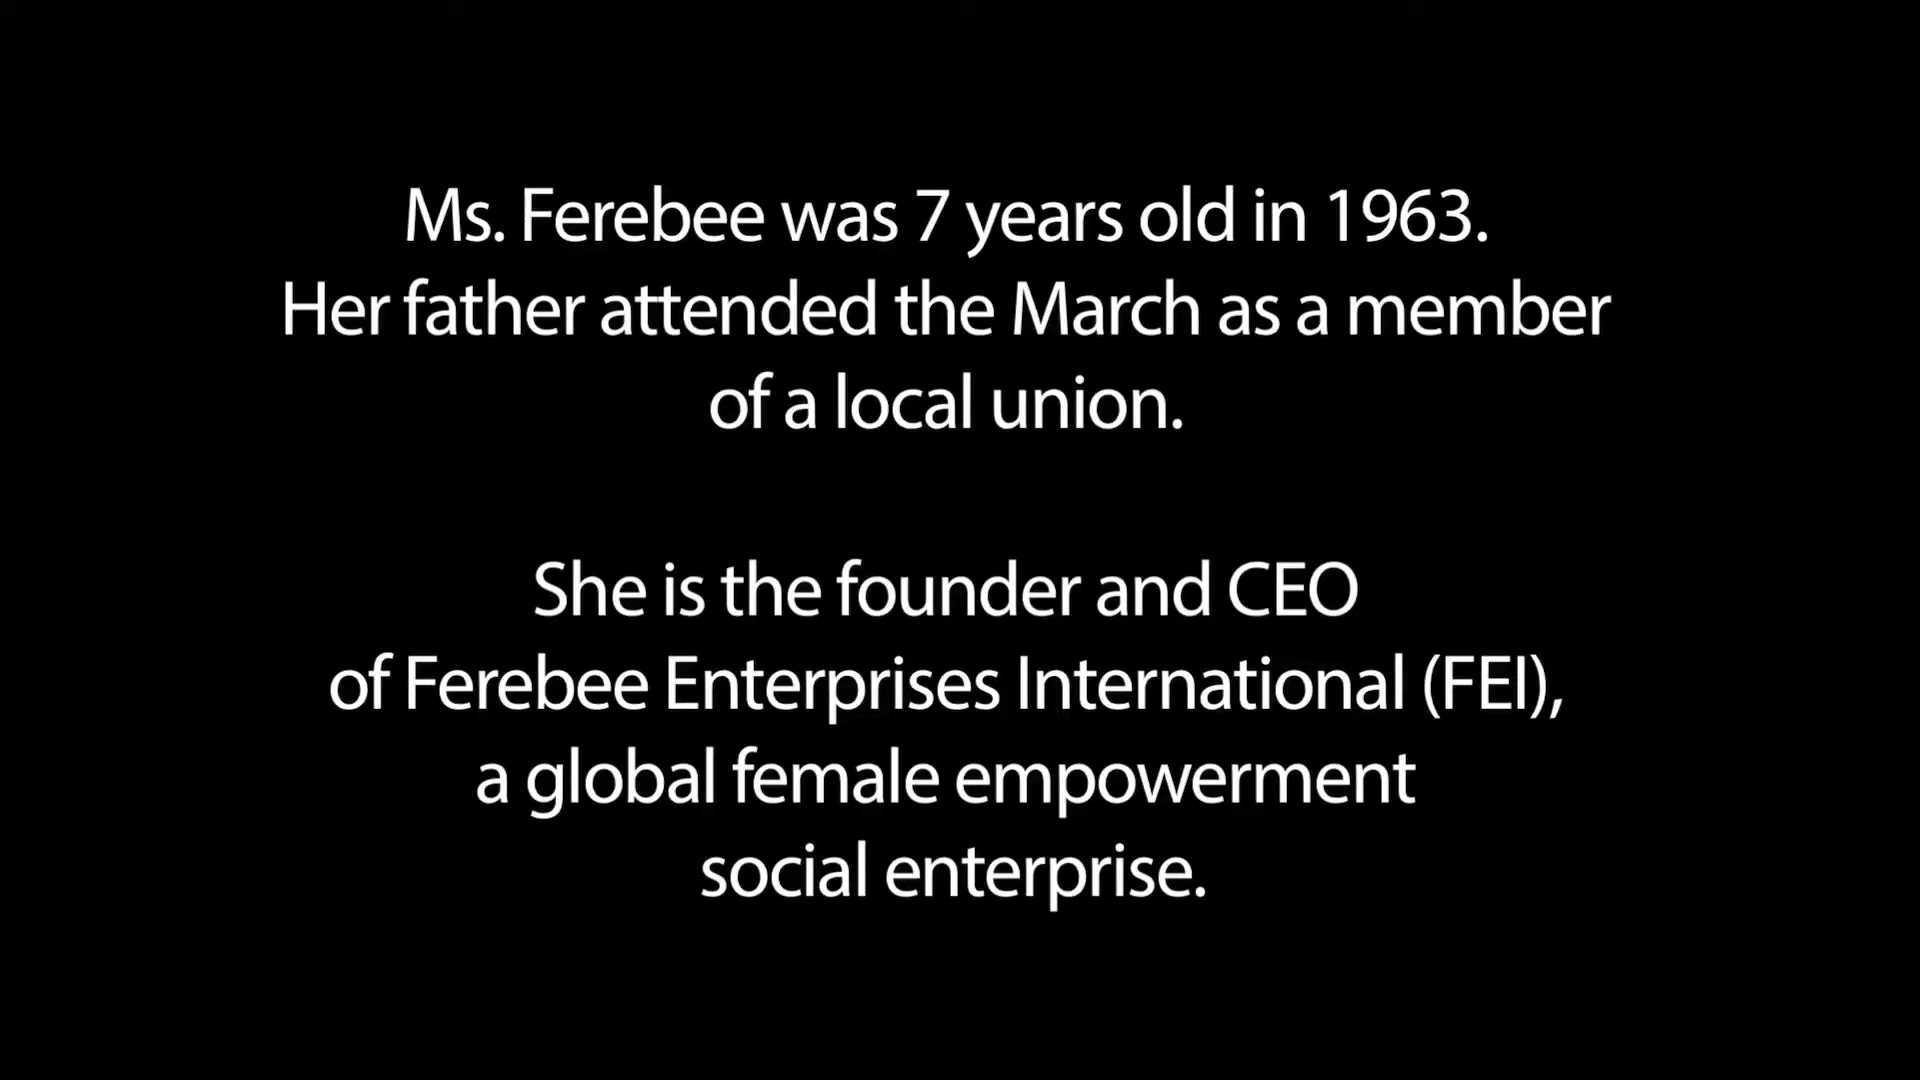 Ms. Ferebee was 7 years old in 1963.
Her father attended the March as a member
of a local union.
She is the founder and CEO
of Ferebee Enterprises International (FEI),
a global female empowerment
social enterprise.